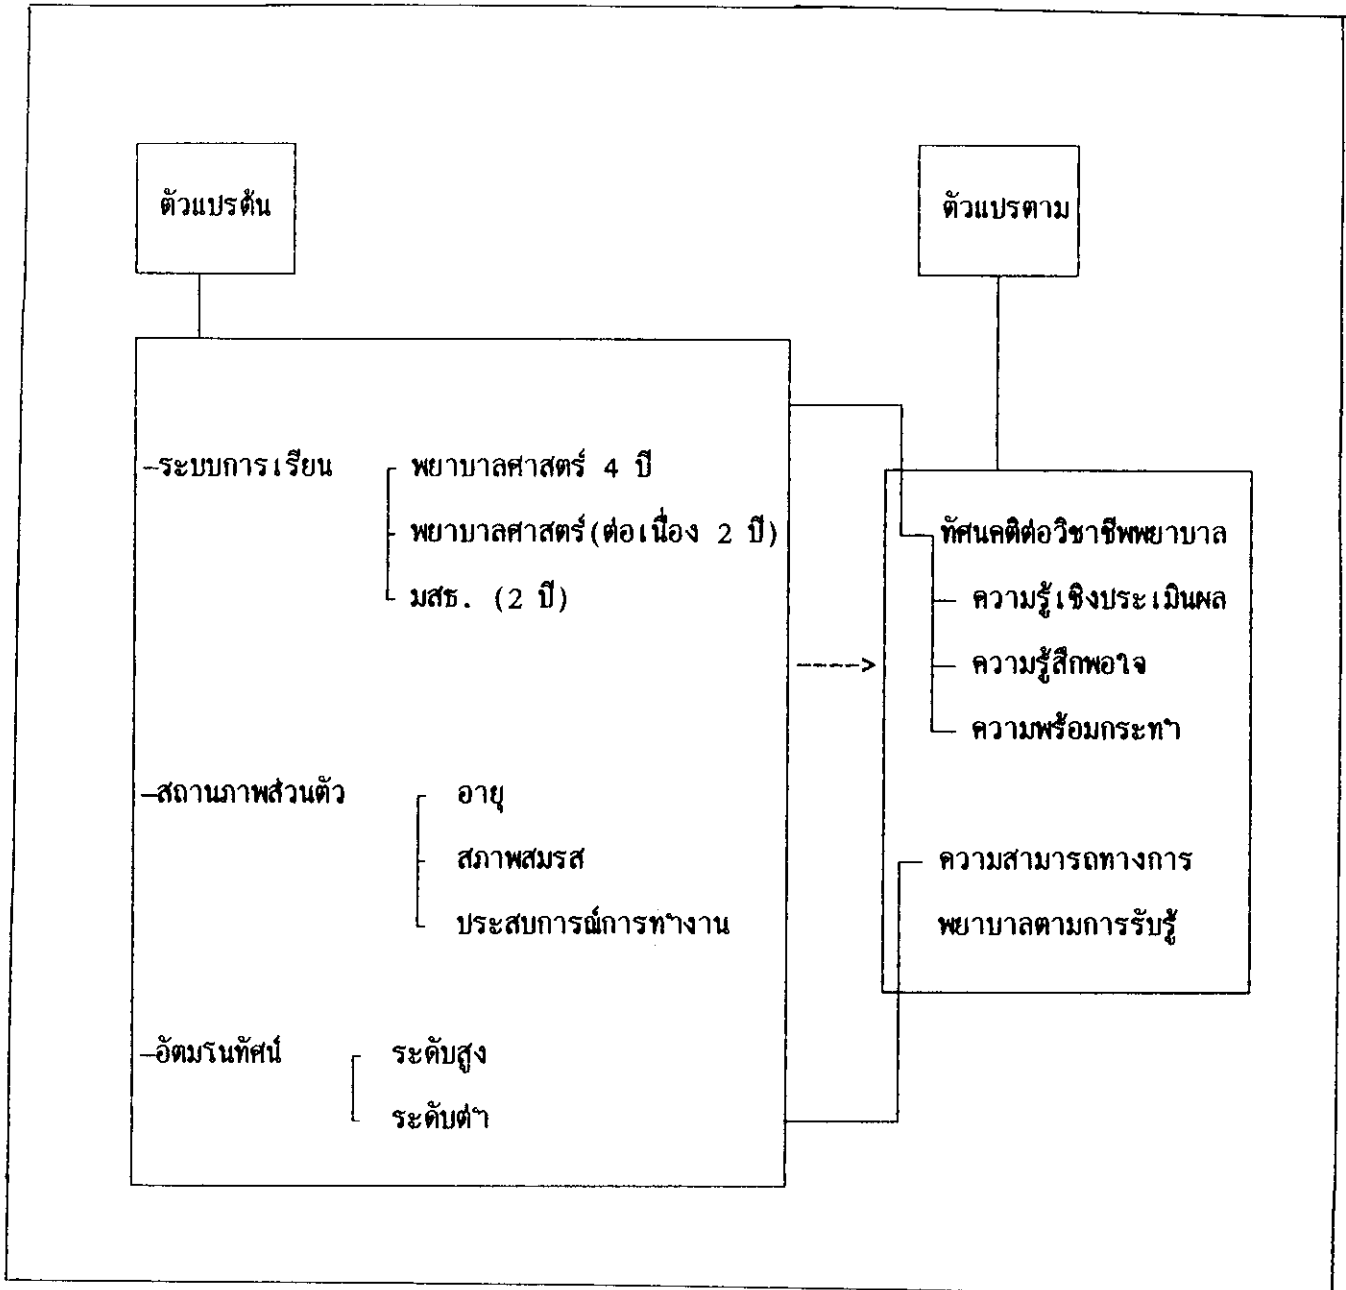 ตัวแปรต้น
ตัวแปรตาม
-ระบบการเรียน
พยาบาลศาสตร์ 4 ปี
พยาบาลศาสตร์(ต่อเนื่อง 2 ปี)
มสธ. (2 ปี)
-สถานภาพส่วนตัว
อายุ
สภาพสมรส
ประสบการณ์การทำงาน
-อัตมโนทัศน์
ระดับสูง
ระดับต่ำ
---->
ทัศนคติต่อวิชาชีพพยาบาล
ความรู้เชิงประเมินผล
ความรู้สึกพอใจ
ความพร้อมกระทำ
ความสามารถทางการ
พยาบาลตามการรับรู้